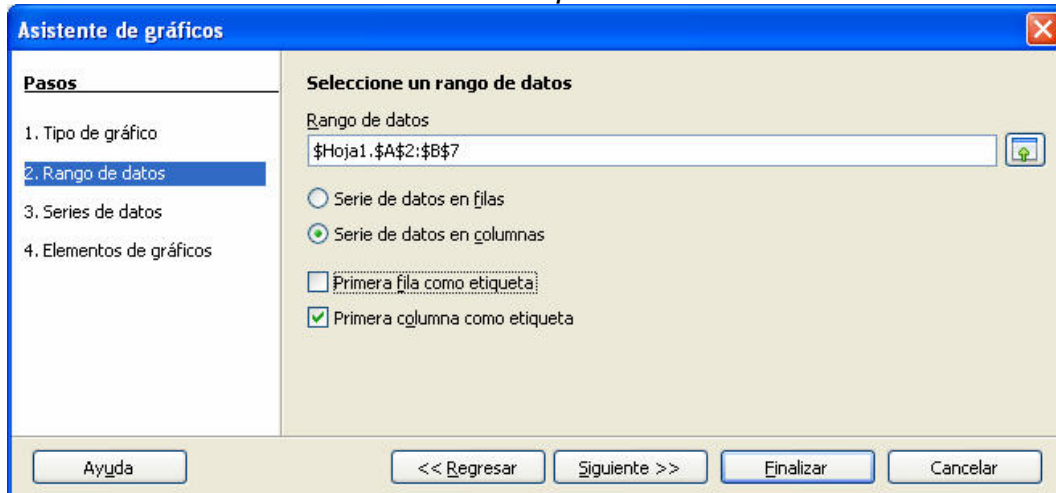 Asistente de gráficos
Pasos
1. Tipo de gráfico
2. Rango de datos
3. Series de datos
4. Elementos de gráficos
Seleccione un rango de datos
Rango de datos
$Hoja1.$A$2:$B$7
Serie de datos en filas
Serie de datos en columnas
Primera fila como etiqueta
Primera columna como etiqueta
Ayuda
<< Regresar
Siguiente >>
Finalizar
Cancelar